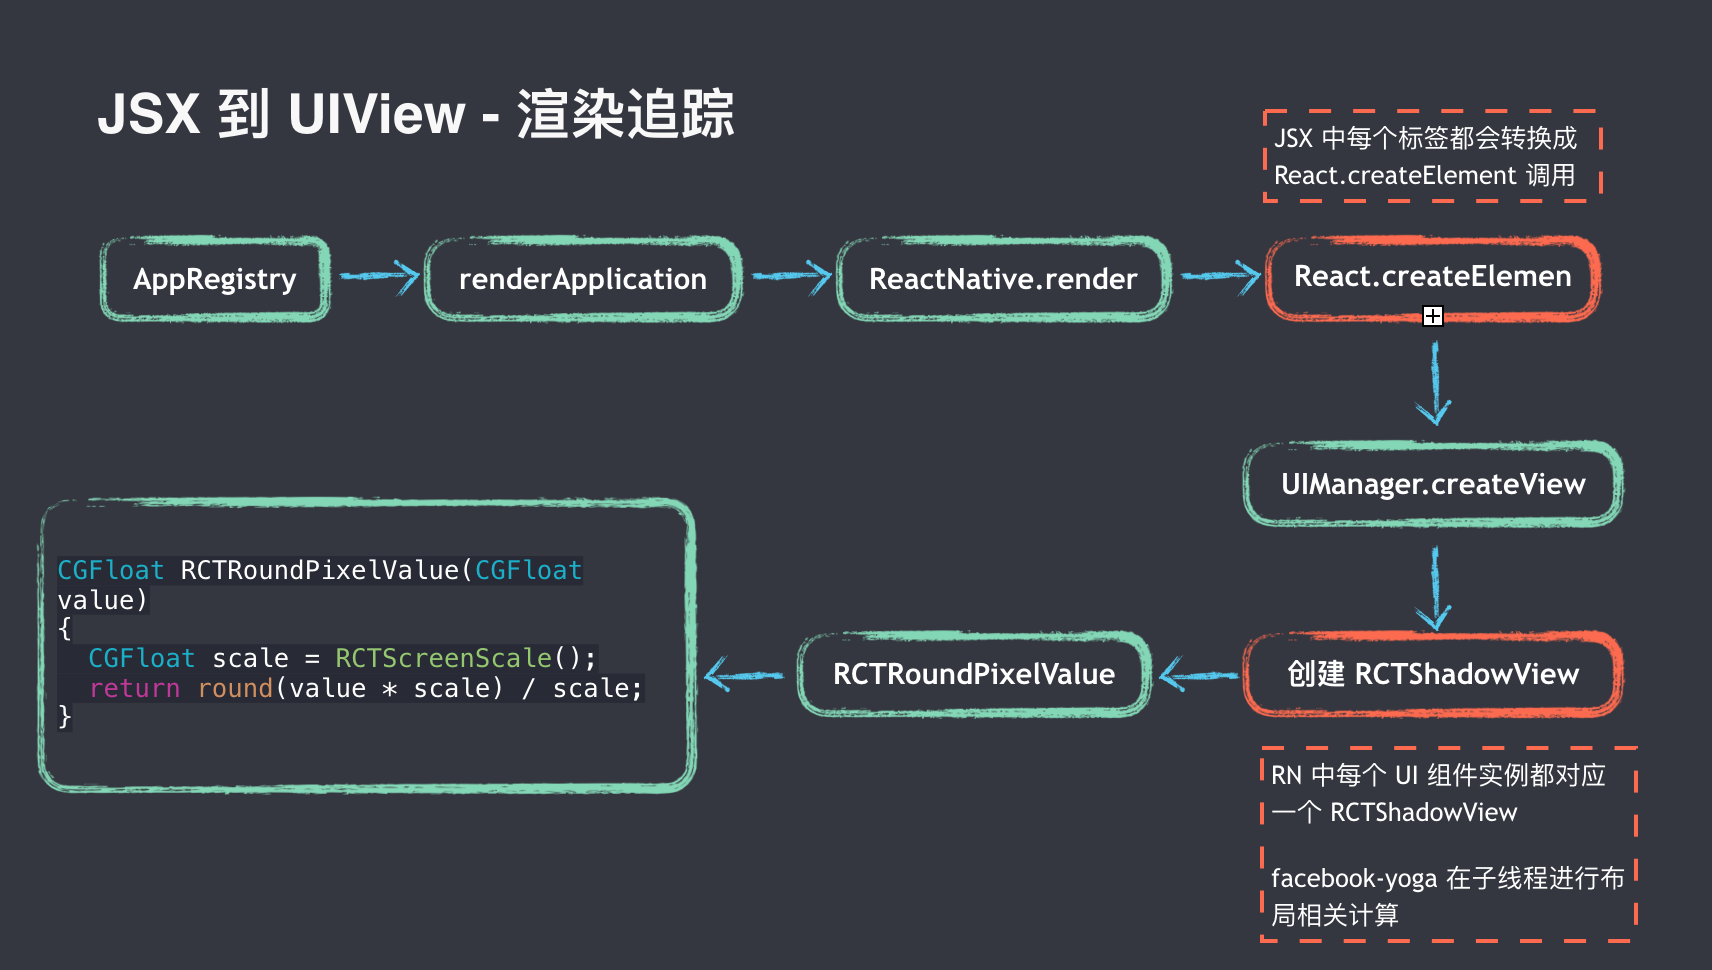 JSX 到 UIView - 渲染追踪
JSX 中每个标签都会转换成
React.createElement 调用
AppRegistry
renderApplication
ReactNative.render
React.createElemen
UIManager.createView
创建 RCTShadowView
RCTRoundPixelValue
CGFloat RCTRoundPixelValue(CGFloat
value)
{
  CGFloat scale = RCTScreenScale();
  return round(value * scale) / scale;
}
RN 中每个 UI 组件实例都对应
一个 RCTShadowView
facebook-yoga 在子线程进行布
局相关计算